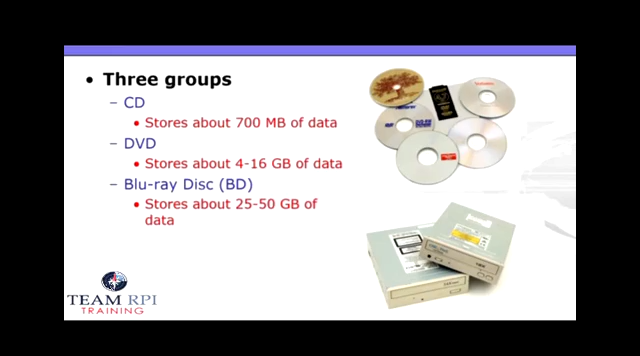 • Three groups
– CD
• Stores about 700 MB of data
– DVD
• Stores about 4-16 GB of data
– Blu-ray Disc (BD)
• Stores about 25-50 GB of
data
TEAM RPI
TRAINING